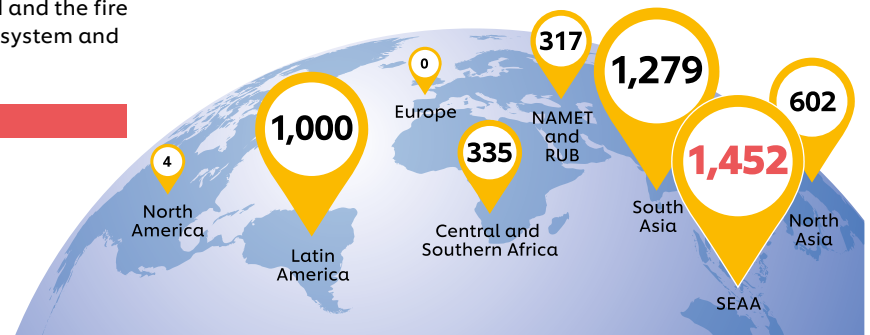 and the fire
system and
317
0
1,279
602
Europe
1,000
NAMET
and
RUB
335
1,452
4
South
Asia
North
America
North
Asia
Central and
Southern Africa
Latin
America
SEAA